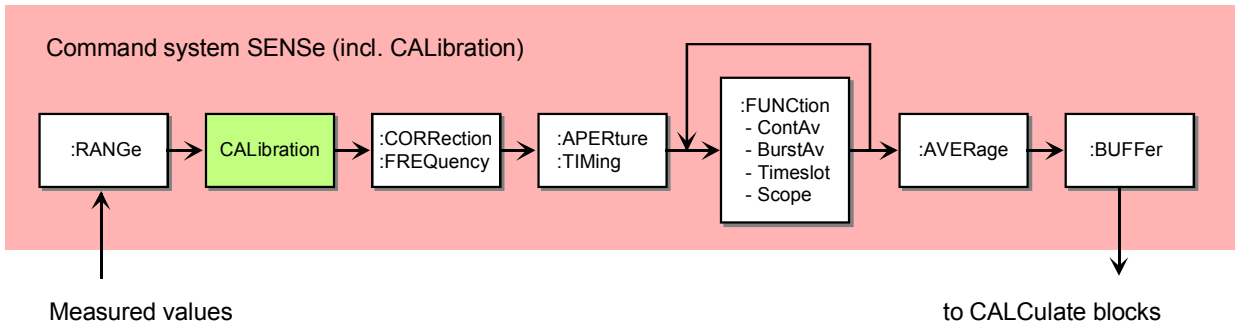 Command system SENSe (incl. CALibration)
:RANGe
CALibration
:CORRection
:FREQuency
:APERture
:TIMing
:FUNCtion
- ContAv
- BurstAv
- Timeslot
- Scope
:AVERage
:BUFFer
Measured values
to CALCulate blocks